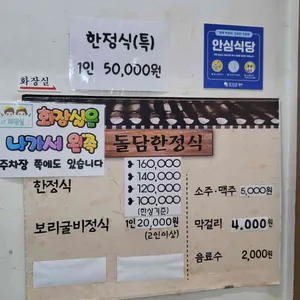 한정식(특)
1인 50,000원
안심식당
화장실
화장실은
나가서 왼쪽
주차장 쪽에도 있습니다
돌담한정식
한정식
160,000
140,000
120,000
100,000
(한상기준)
보리굴비정식 1인 20,000원
(2인이상)
소주·맥주 5,000원
막걸리 4,000원
음료수 2,000원